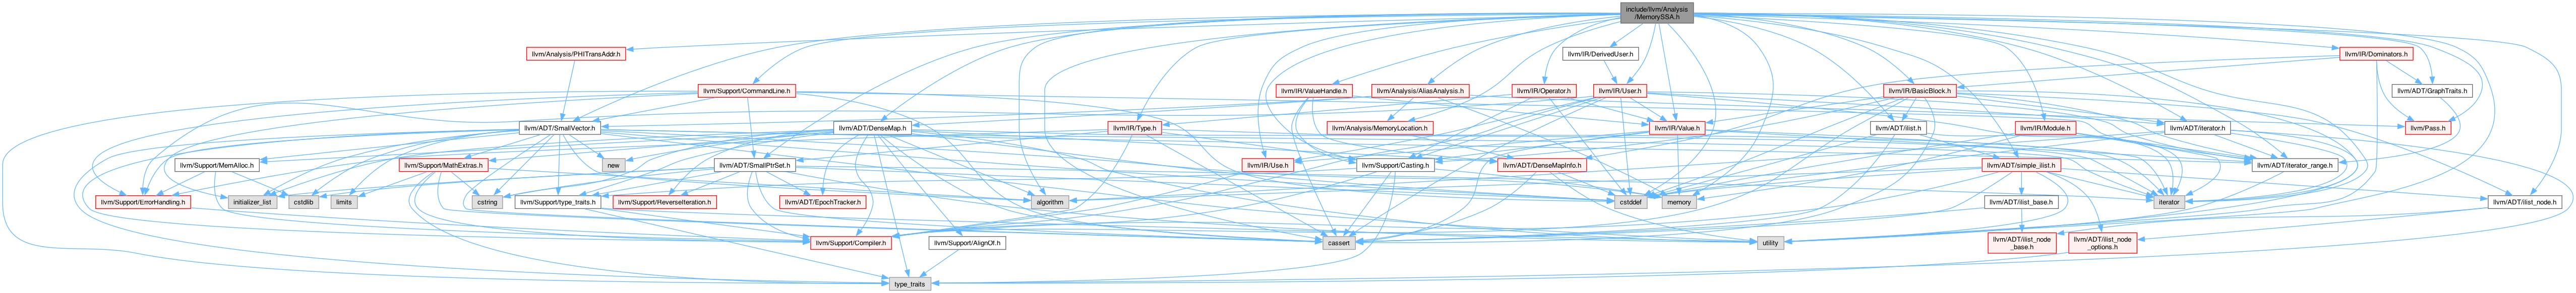 include/llvm/Analysis
/MemorySSA.h
llvm/Analysis/PHITransAddr.h
llvm/IR/DerivedUser.h
llvm/IR/Dominators.h
llvm/Support/CommandLine.h
llvm/IR/ValueHandle.h
llvm/Analysis/AliasAnalysis.h
llvm/IR/Operator.h
llvm/IR/User.h
llvm/IR/BasicBlock.h
llvm/ADT/GraphTraits.h
llvm/ADT/SmallVector.h
llvm/ADT/DenseMap.h
llvm/IR/Type.h
llvm/Analysis/MemoryLocation.h
llvm/IR/Value.h
llvm/ADT/ilist.h
llvm/IR/Module.h
llvm/ADT/iterator.h
llvm/Pass.h
llvm/Support/MemAlloc.h
llvm/Support/MathExtras.h
new
llvm/ADT/SmallPtrSet.h
llvm/IR/Use.h
llvm/Support/Casting.h
llvm/ADT/DenseMapInfo.h
llvm/ADT/simple_ilist.h
llvm/ADT/iterator_range.h
llvm/Support/ErrorHandling.h
initializer_list
cstdlib
limits
cstring
llvm/Support/type_traits.h
llvm/Support/ReverseIteration.h
llvm/ADT/EpochTracker.h
algorithm
cstddef
memory
llvm/ADT/ilist_base.h
iterator
llvm/ADT/ilist_node.h
llvm/Support/Compiler.h
llvm/Support/AlignOf.h
cassert
utility
llvm/ADT/ilist_node
_base.h
llvm/ADT/ilist_node
_options.h
type_traits